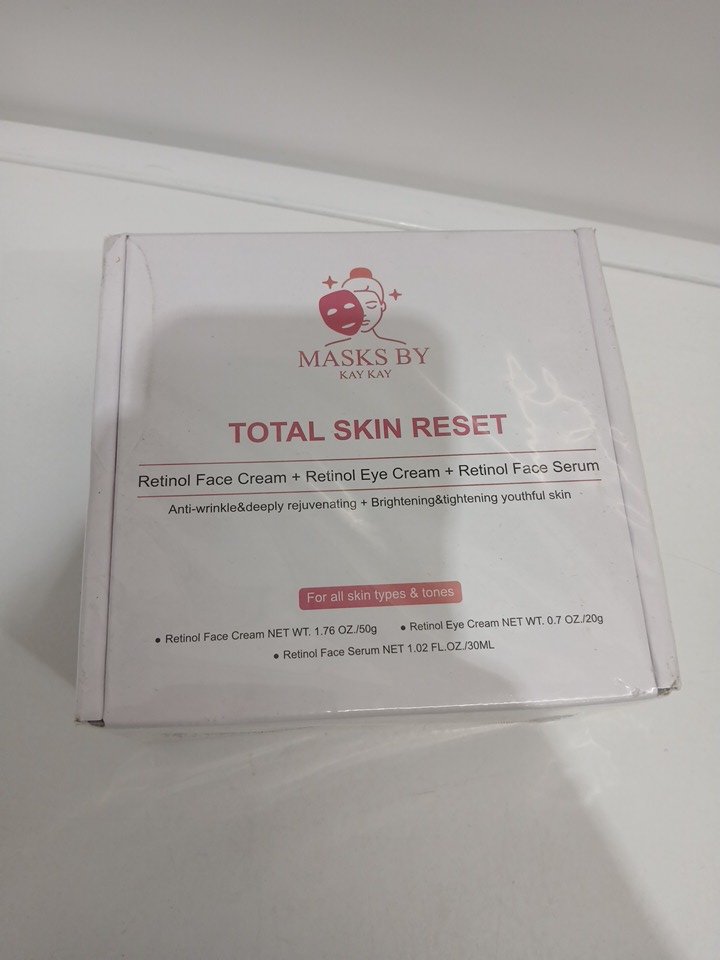 MASKS BY
KAY KAY
TOTAL SKIN RESET
Retinol Face Cream + Retinol Eye Cream + Retinol Face Serum
Anti-wrinkle&deeply rejuvenating + Brightening&tightening youthful skin
For all skin types & tones
• Retinol Face Cream NET WT. 1.76 OZ./50g • Retinol Eye Cream NET WT. 0.7 OZ./20g
• Retinol Face Serum NET 1.02 FL.OZ./30ML